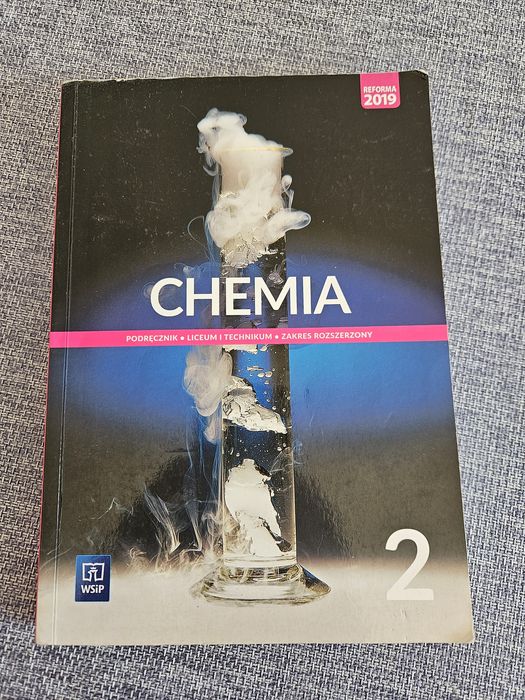 REFORMA
2019
CHEMIA
PODRĘCZNIK • LICEUM I TECHNIKUM • ZAKRES ROZSZERZONY
WSiP
2